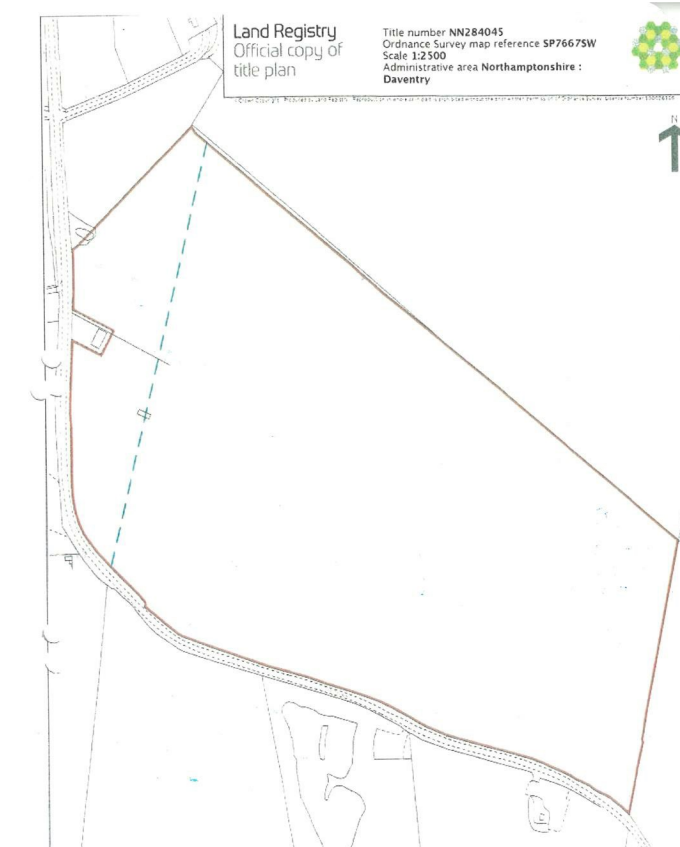 Land Registry
Official copy of
title plan
Title number NN284045
Ordnance Survey map reference SP7667SW
Scale 1:2500
Administrative area Northamptonshire :
Daventry
N